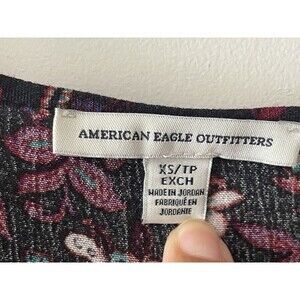 AMERICAN EAGLE OUTFITTERS
XS/TP
EXCH
MADE IN JORDAN
FABRIQUÉ EN
JORDANIE